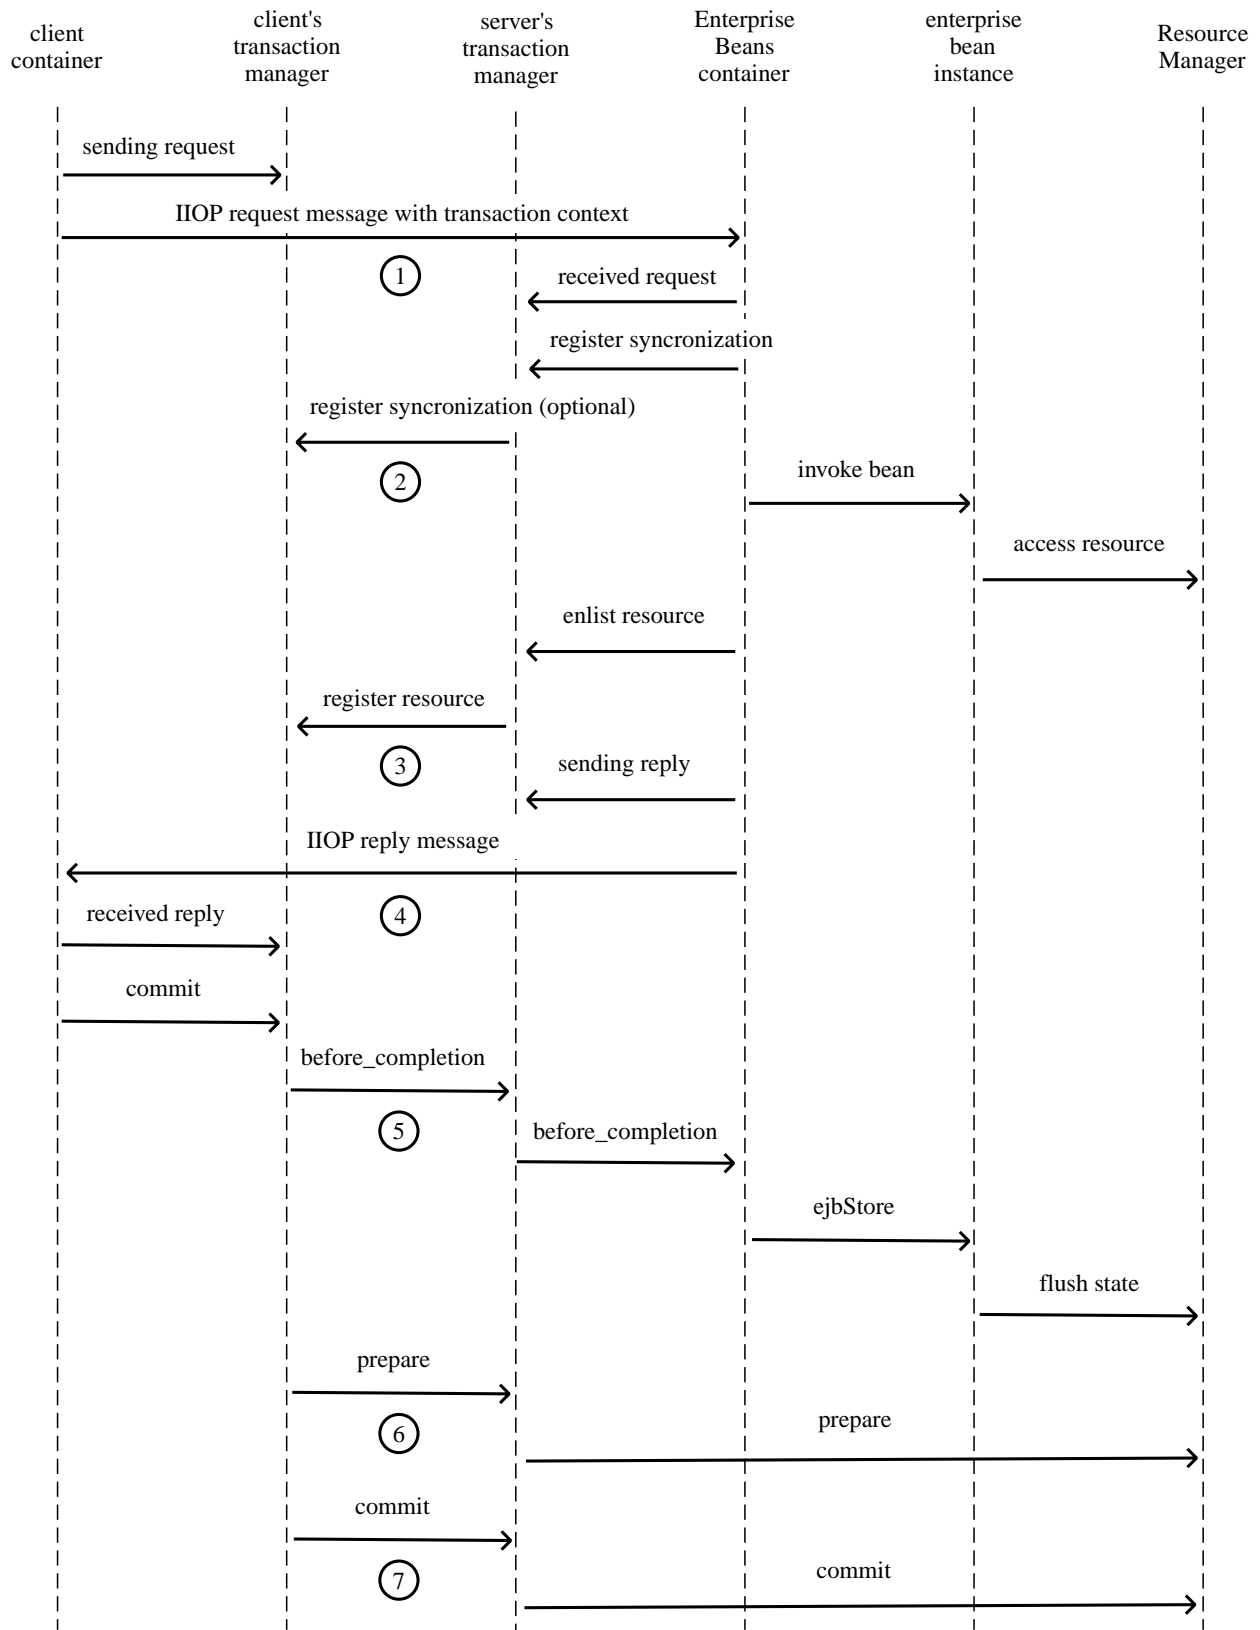 client
container
client's
transaction
manager
server's
transaction
manager
Enterprise
Beans
container
enterprise
bean
instance
Resource
Manager
sending request
IIOP request message with transaction context
1
received request
register syncronization
register syncronization (optional)
2
invoke bean
access resource
enlist resource
register resource
3
sending reply
IIOP reply message
4
received reply
commit
before_completion
5
before_completion
ejbStore
flush state
prepare
6
prepare
commit
7
commit